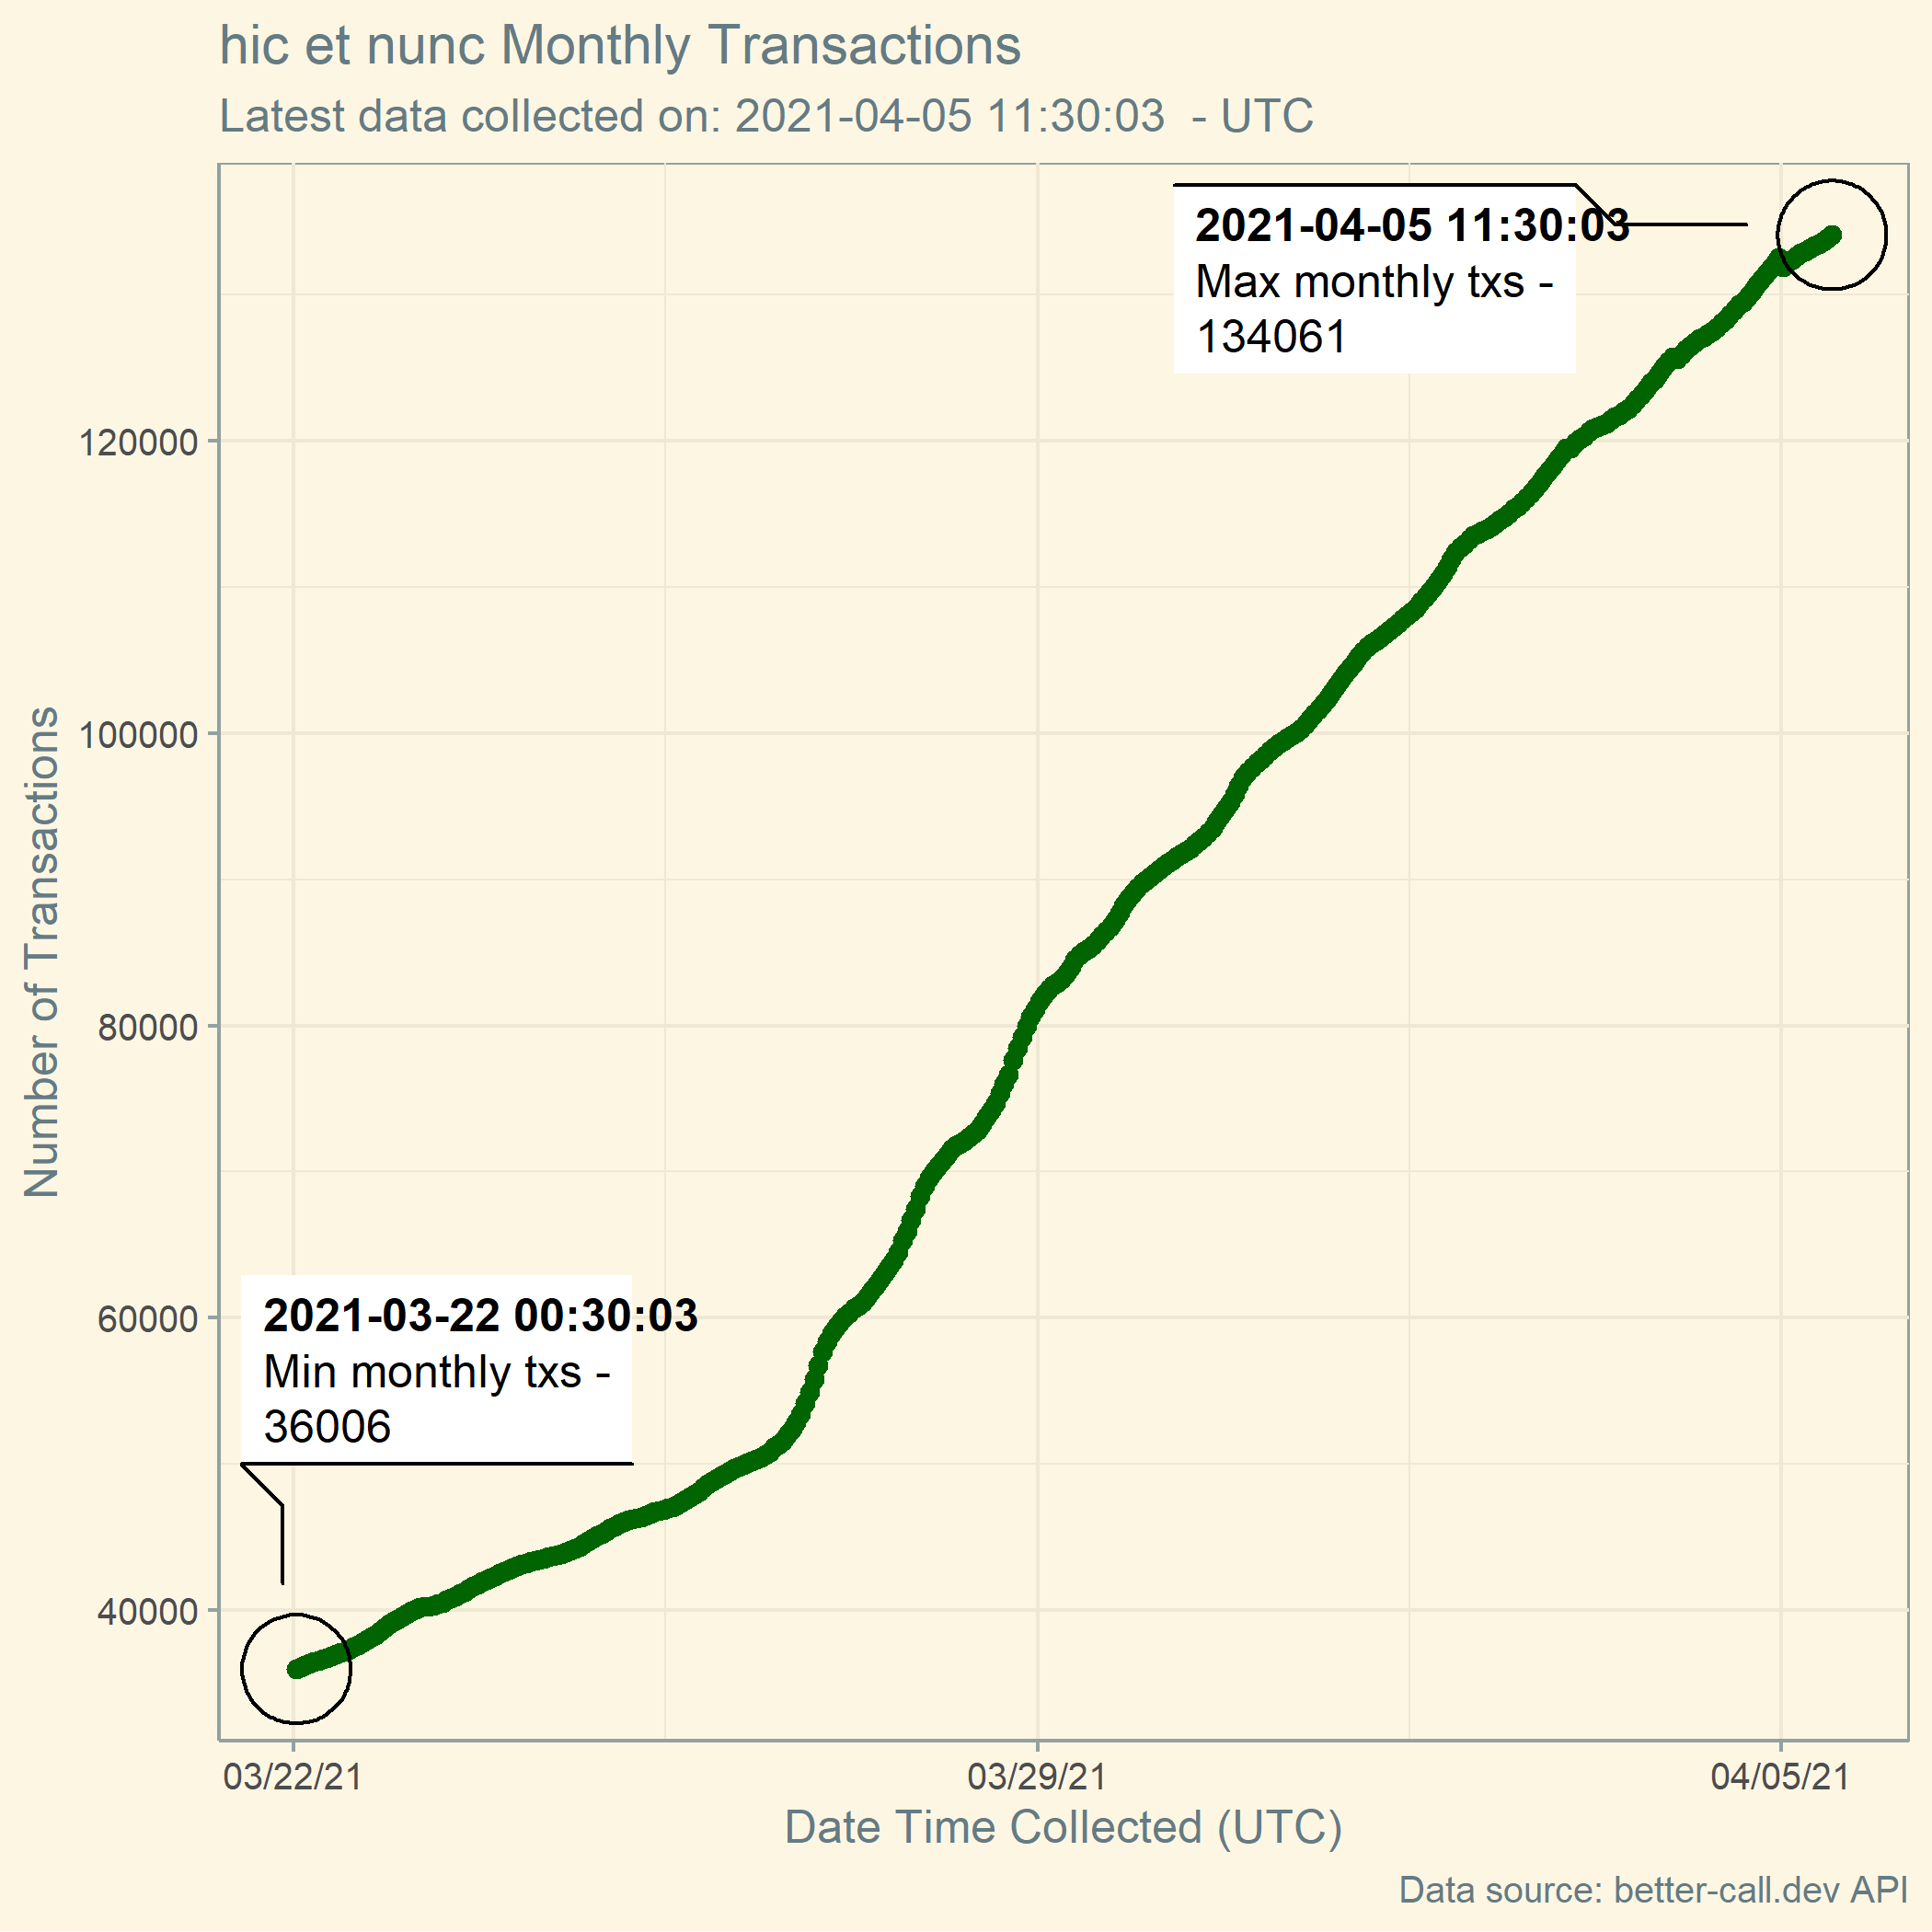 hic et nunc Monthly Transactions
Latest data collected on: 2021-04-05 11:30:03  - UTC
2021-04-05 11:30:03
Max monthly txs -
134061
120000
100000
80000
60000
40000
Number of Transactions
2021-03-22 00:30:03
Min monthly txs -
36006
03/22/21
03/29/21
04/05/21
Date Time Collected (UTC)
Data source: better-call.dev API